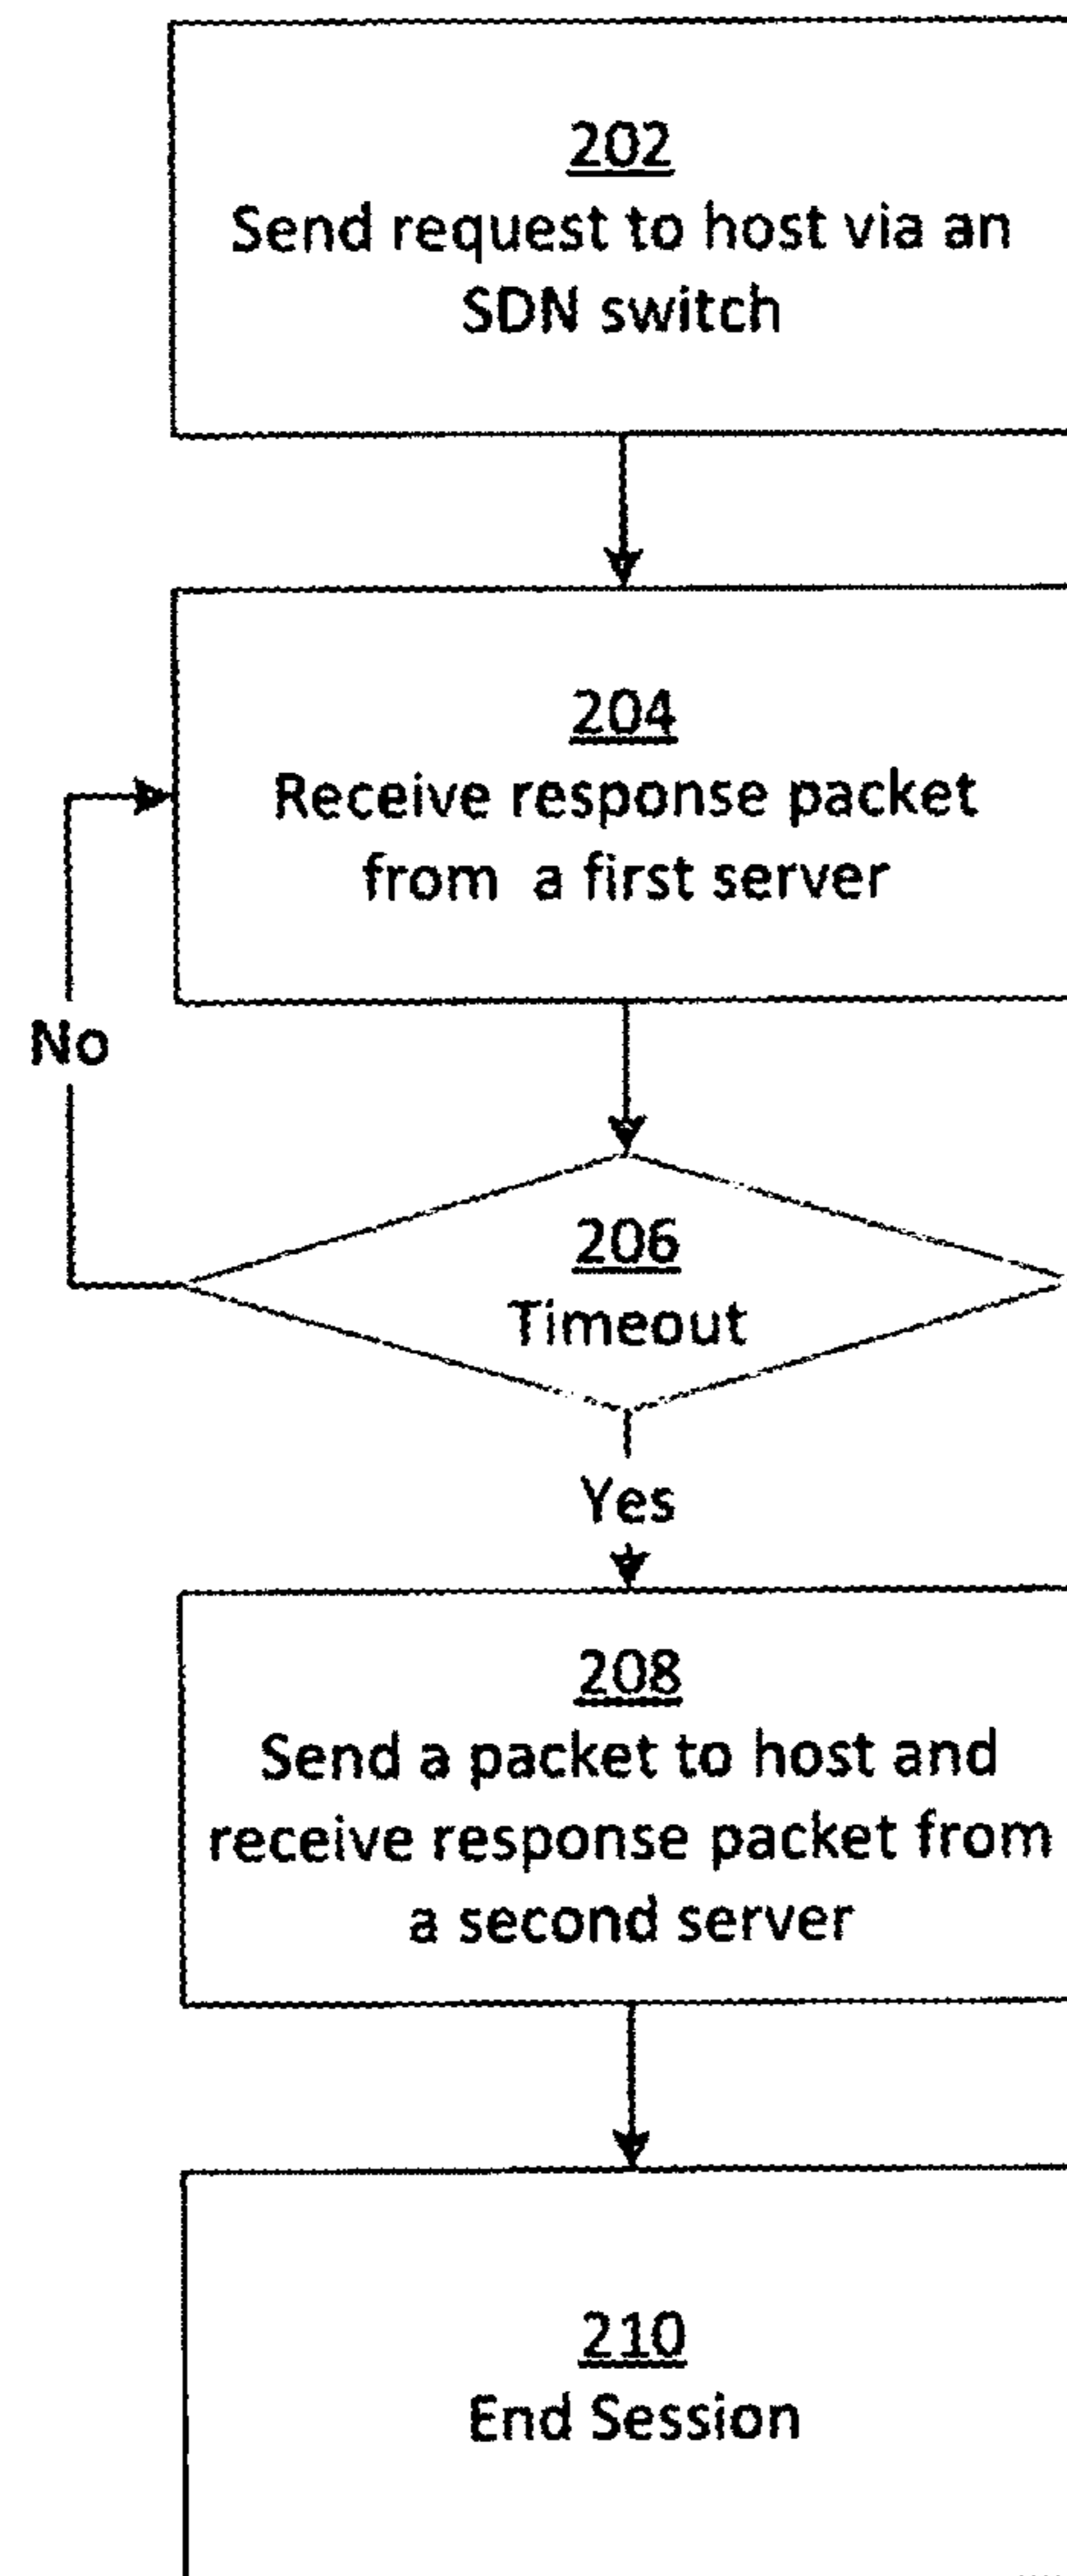 202
Send request to host via an
SDN switch
204
Receive response packet
from a first server
No
206
Timeout
Yes
208
Send a packet to host and
receive response packet from
a second server
210
End Session